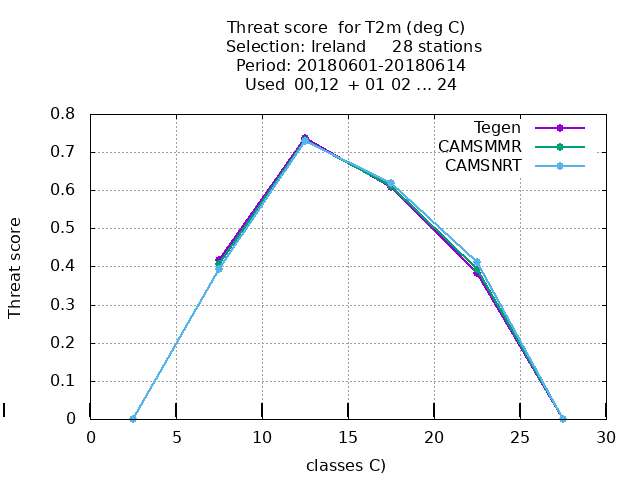 Threat score  for T2m (deg C)
Selection: Ireland     28 stations
Period: 20180601-20180614
Used  00,12  + 01 02 ... 24
Threat score
0.8
0.7
0.6
0.5
0.4
0.3
0.2
0.1
0
Tegen
CAMSMMR
CAMSNRT
0 5 10 15 20 25 30
classes C)